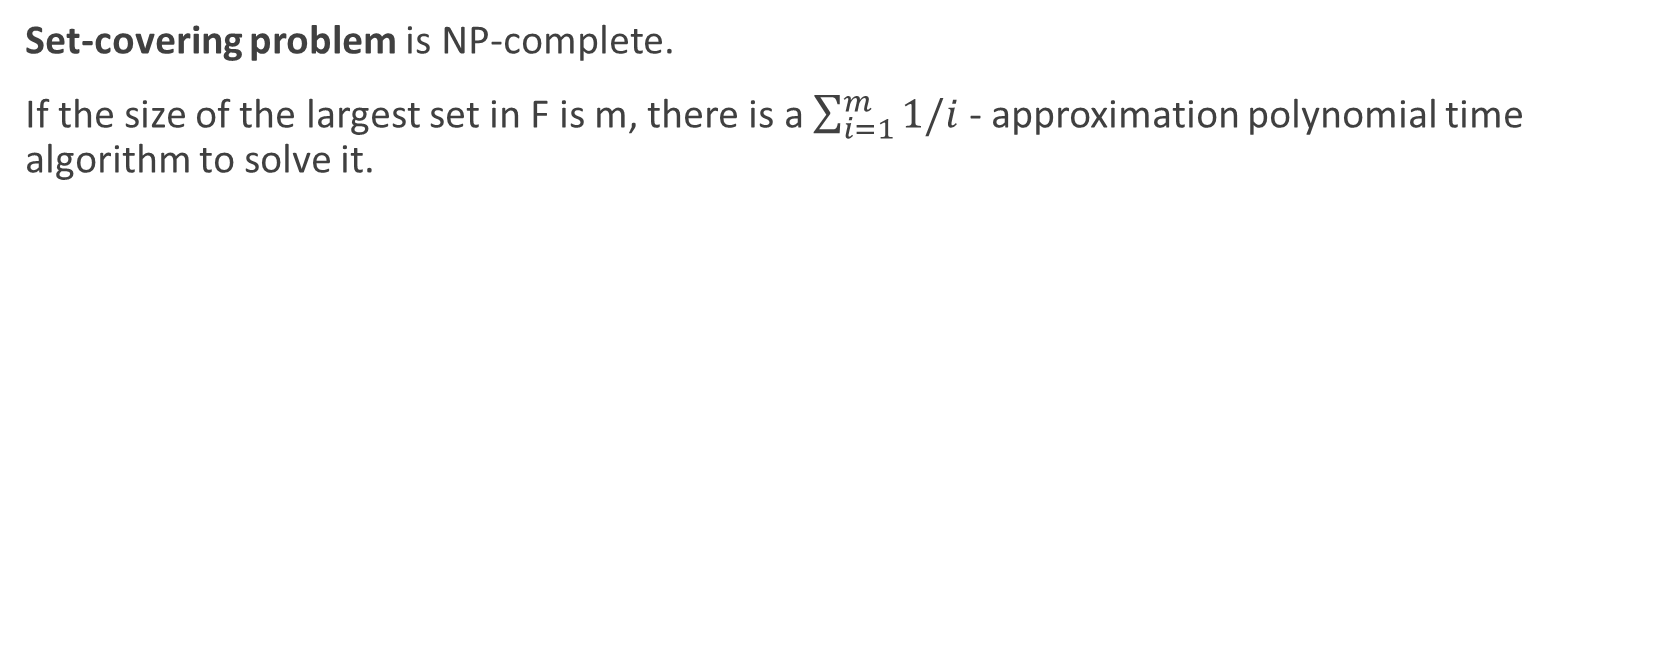 Set-covering problem is NP-complete.
If the size of the largest set in F is m, there is a ∑_{i=1}^{m} 1/i - approximation polynomial time
algorithm to solve it.